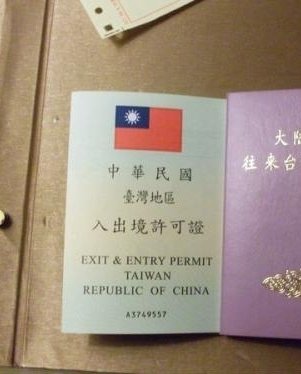 中華民國
臺灣地區
入出境許可證
EXIT & ENTRY PERMIT
TAIWAN
REPUBLIC OF CHINA
A3749557
大陸
往来台